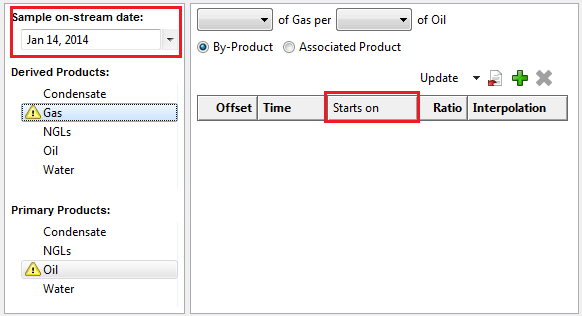 Sample on-stream date:
Jan 14, 2014
Derived Products:
Condensate
Gas
NGLs
Oil
Water
Primary Products:
Condensate
NGLs
Oil
Water
of Gas per of Oil
By-Product Associated Product
Update
Offset Time Starts on Ratio Interpolation